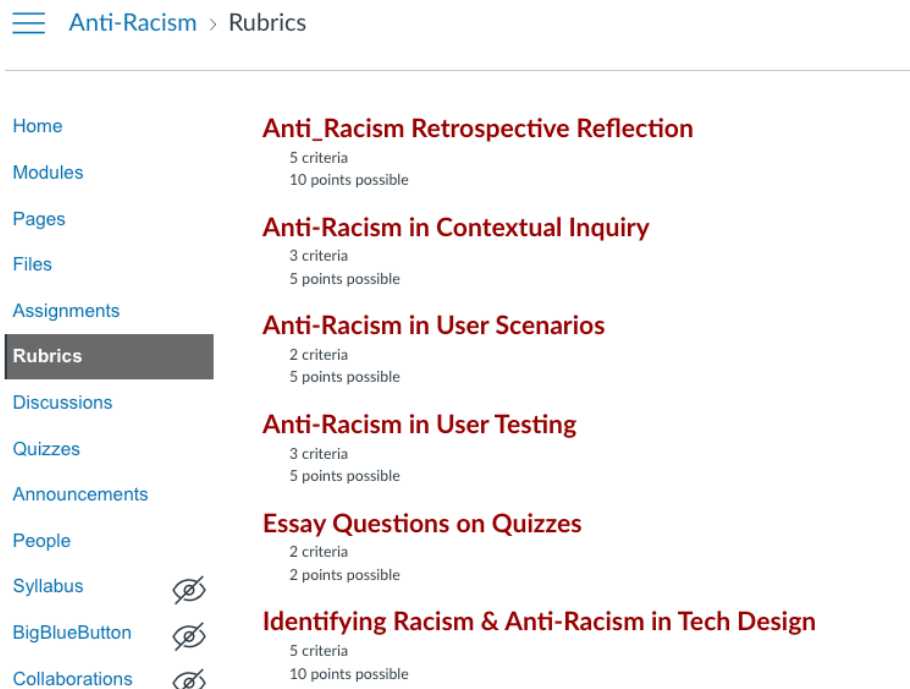 Anti-Racism > Rubrics
Home
Modules
Pages
Files
Assignments
Rubrics
Discussions
Quizzes
Announcements
People
Syllabus
BigBlueButton
Collaborations
Anti_Racism Retrospective Reflection
5 criteria
10 points possible
Anti-Racism in Contextual Inquiry
3 criteria
5 points possible
Anti-Racism in User Scenarios
2 criteria
5 points possible
Anti-Racism in User Testing
3 criteria
5 points possible
Essay Questions on Quizzes
2 criteria
2 points possible
Identifying Racism & Anti-Racism in Tech Design
5 criteria
10 points possible